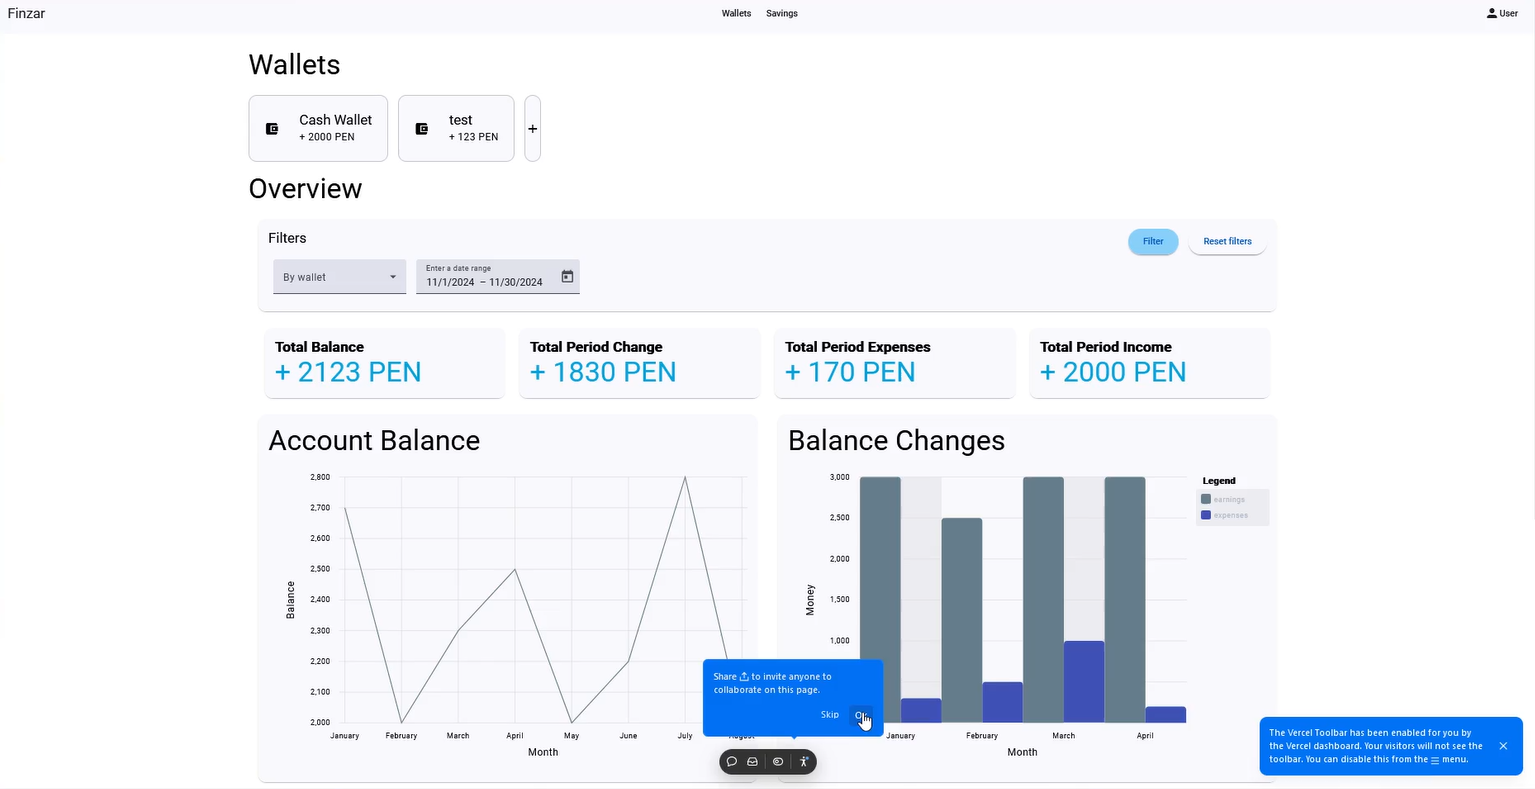 Finzar
Wallets
Savings
User
Wallets
Cash Wallet
+ 2000 PEN
test
+ 123 PEN
+
Overview
Filters
Filter
Reset filters
By wallet
Enter a date range
11/1/2024 – 11/30/2024
Total Balance
+ 2123 PEN
Total Period Change
+ 1830 PEN
Total Period Expenses
+ 170 PEN
Total Period Income
+ 2000 PEN
Account Balance
2,800
2,700
2,600
2,500
2,400
2,300
2,200
2,100
2,000
Balance
January
February
March
April
May
June
July
Month
Balance Changes
3,000
2,500
2,000
1,500
1,000
Money
January
February
March
April
Month
Legend
earnings
expenses
Share to invite anyone to
collaborate on this page.
Skip
The Vercel Toolbar has been enabled for you by
the Vercel dashboard. Your visitors will not see the
toolbar. You can disable this from the menu.